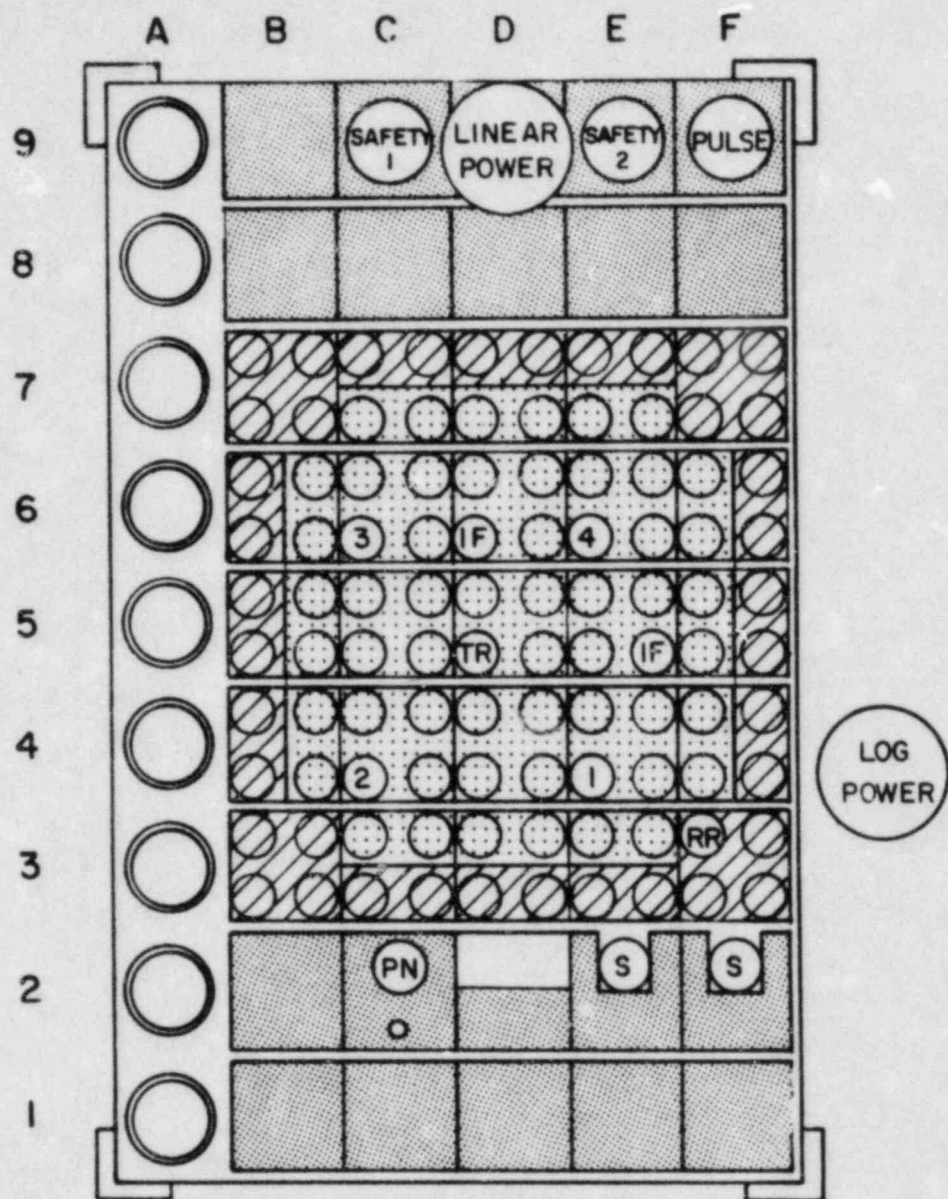 A B C D E F
9 SAFETY 1 LINEAR POWER SAFETY 2 PULSE
8
7
6 3 IF 4
5 TR IF
4 2 1 LOG POWER
3 RR
2 PN S S
1